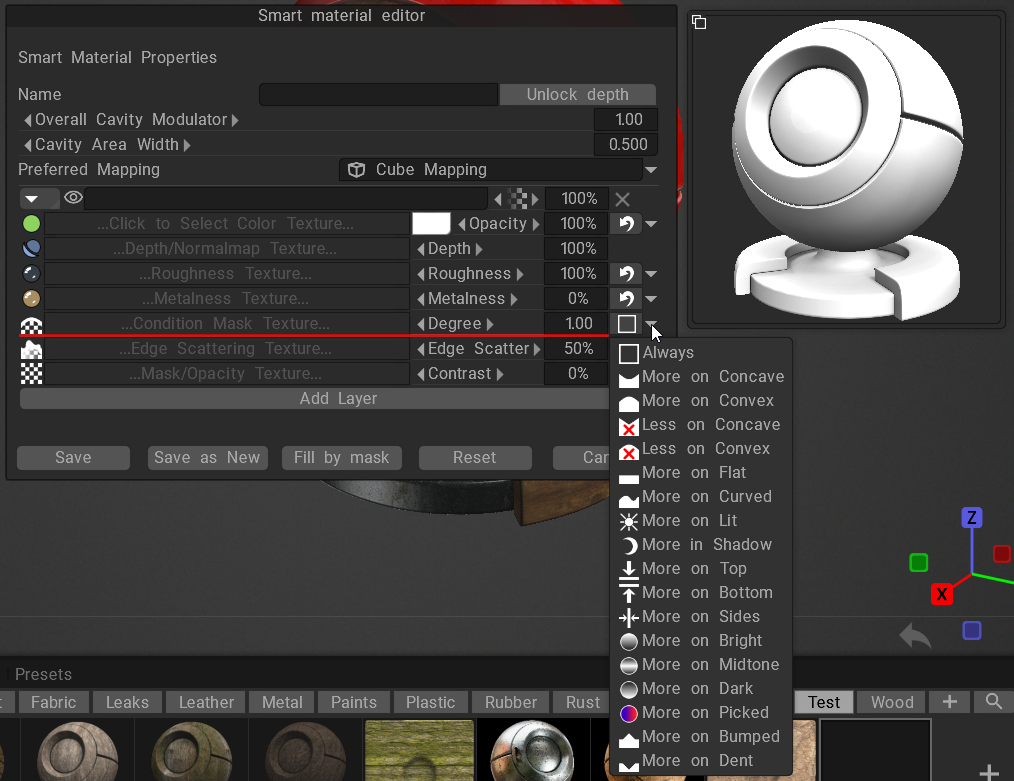 Smart material editor
Smart Material Properties
Name
Unlock depth
Overall Cavity Modulator 1.00
Cavity Area Width 0.500
Preferred Mapping Cube Mapping
100%
...Click to Select Color Texture... Opacity 100%
...Depth/Normalmap Texture... Depth 100%
...Roughness Texture... Roughness 100%
...Metalness Texture... Metalness 0%
...Condition Mask Texture... Degree 1.00
...Edge Scattering Texture... Edge Scatter 50%
...Mask/Opacity Texture... Contrast 0%
Add Layer
Save Save as New Fill by mask Reset Can
Always
More on Concave
More on Convex
Less on Concave
Less on Convex
More on Flat
More on Curved
More on Lit
More in Shadow
More on Top
More on Bottom
More on Sides
More on Bright
More on Midtone
More on Dark
More on Picked
More on Bumped
More on Dent
Z
X
Presets
t Fabric Leaks Leather Metal Paints Plastic Rubber Rust Test Wood